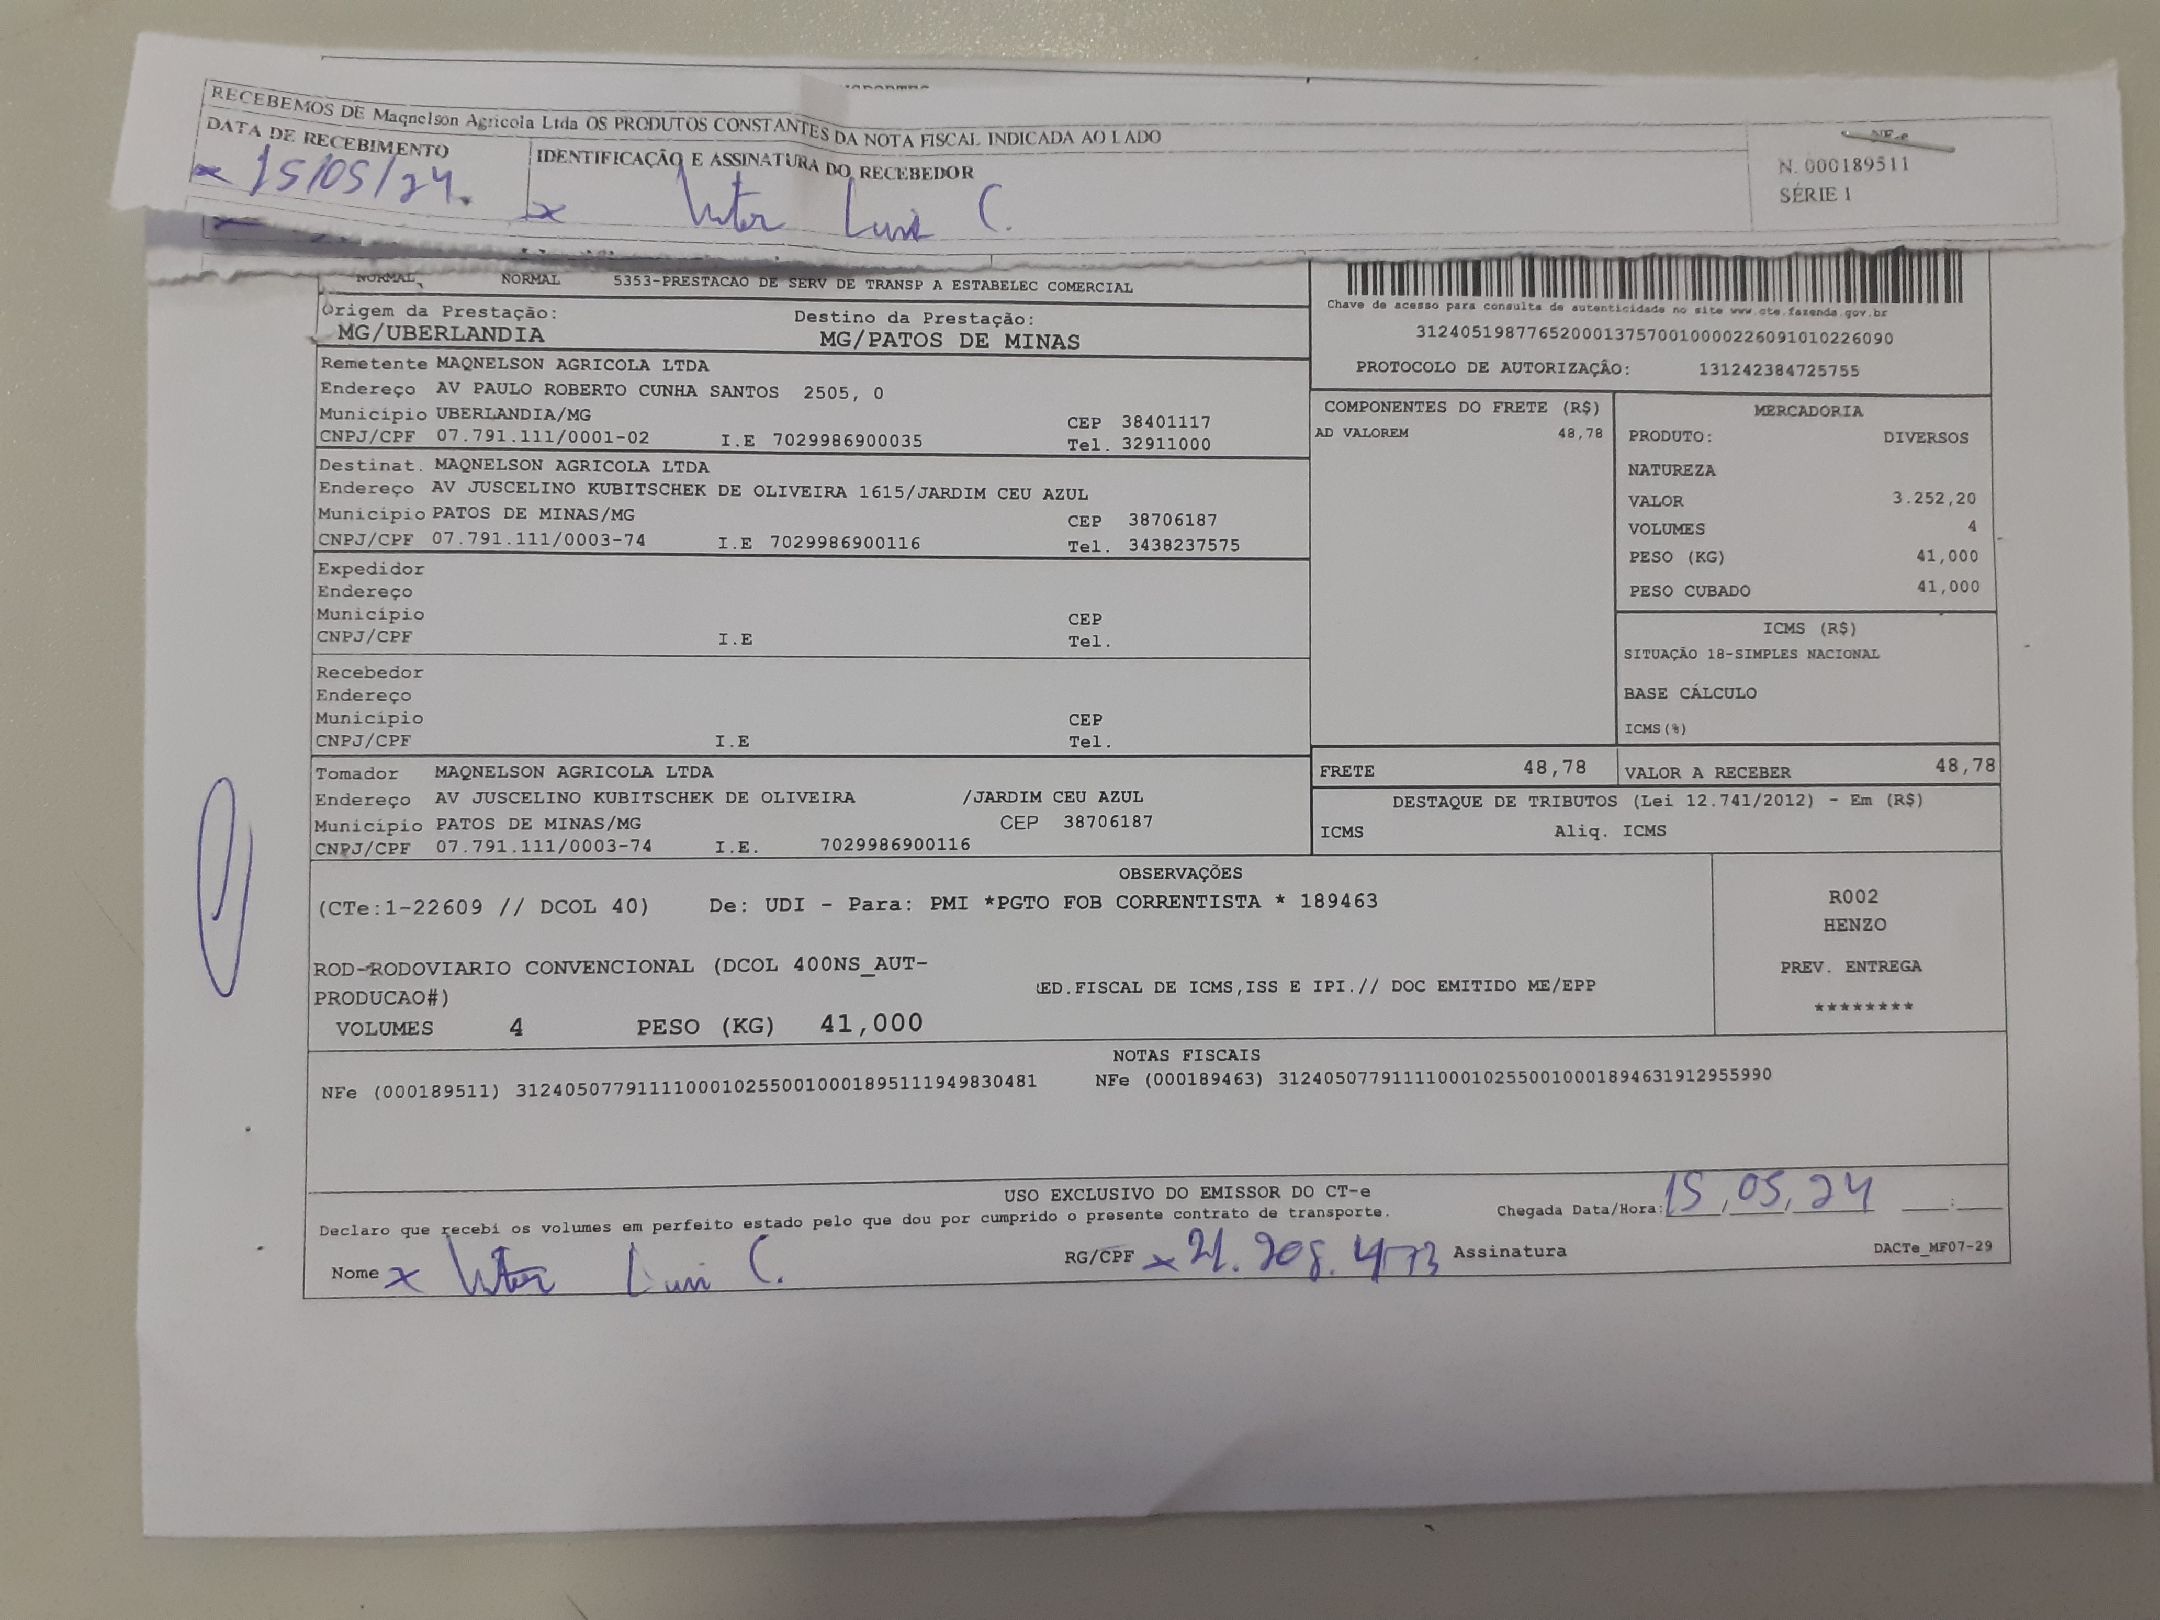 RECEBEMOS DE Maqnelson Agricola Ltda OS PRODUTOS CONSTANTES DA NOTA FISCAL INDICADA AO LADO
DATA DE RECEBIMENTO
IDENTIFICAÇÃO E ASSINATURA DO RECEBEDOR
x 15/05/24.
x Luis C.
NF-e
N. 000189511
SÉRIE 1
NORMAL NORMAL 5353-PRESTACAO DE SERV DE TRANSP A ESTABELEC COMERCIAL
Origem da Prestação: Destino da Prestação:
MG/UBERLANDIA MG/PATOS DE MINAS
Chave de acesso para consulta de autenticidade no site www.cte.fazenda.gov.br
31240519877652000137570010000226091010226090
PROTOCOLO DE AUTORIZAÇÃO: 131242384725755
Remetente MAQNELSON AGRICOLA LTDA
Endereço AV PAULO ROBERTO CUNHA SANTOS 2505, 0
Município UBERLANDIA/MG CEP 38401117
CNPJ/CPF 07.791.111/0001-02 I.E 7029986900035 Tel. 32911000
Destinat. MAQNELSON AGRICOLA LTDA
Endereço AV JUSCELINO KUBITSCHEK DE OLIVEIRA 1615/JARDIM CEU AZUL
Município PATOS DE MINAS/MG CEP 38706187
CNPJ/CPF 07.791.111/0003-74 I.E 7029986900116 Tel. 3438237575
Expedidor
Endereço
Município CEP
CNPJ/CPF I.E Tel.
Recebedor
Endereço
Município CEP
CNPJ/CPF I.E Tel.
Tomador MAQNELSON AGRICOLA LTDA
Endereço AV JUSCELINO KUBITSCHEK DE OLIVEIRA /JARDIM CEU AZUL
Município PATOS DE MINAS/MG CEP 38706187
CNPJ/CPF 07.791.111/0003-74 I.E. 7029986900116
COMPONENTES DO FRETE (R$)
AD VALOREM 48,78
MERCADORIA
PRODUTO: DIVERSOS
NATUREZA
VALOR 3.252,20
VOLUMES 4
PESO (KG) 41,000
PESO CUBADO 41,000
ICMS (R$)
SITUAÇÃO 18-SIMPLES NACIONAL
BASE CÁLCULO
ICMS(%)
FRETE 48,78 VALOR A RECEBER 48,78
DESTAQUE DE TRIBUTOS (Lei 12.741/2012) - Em (R$)
ICMS Aliq. ICMS
OBSERVAÇÕES
(CTe:1-22609 // DCOL 40) De: UDI - Para: PMI *PGTO FOB CORRENTISTA * 189463
ROD-RODOVIARIO CONVENCIONAL (DCOL 400NS_AUT-
PRODUCAO#)
ED.FISCAL DE ICMS,ISS E IPI.// DOC EMITIDO ME/EPP
VOLUMES 4 PESO (KG) 41,000
R002
HENZO
PREV. ENTREGA
********
NOTAS FISCAIS
NFe (000189511) 31240507791111000102550010001895111949830481 NFe (000189463) 31240507791111000102550010001894631912955990
USO EXCLUSIVO DO EMISSOR DO CT-e
Declaro que recebi os volumes em perfeito estado pelo que dou por cumprido o presente contrato de transporte. Chegada Data/Hora: 15/05/24 __:__
Nome x C. RG/CPF x Assinatura DACTe_MF07-29